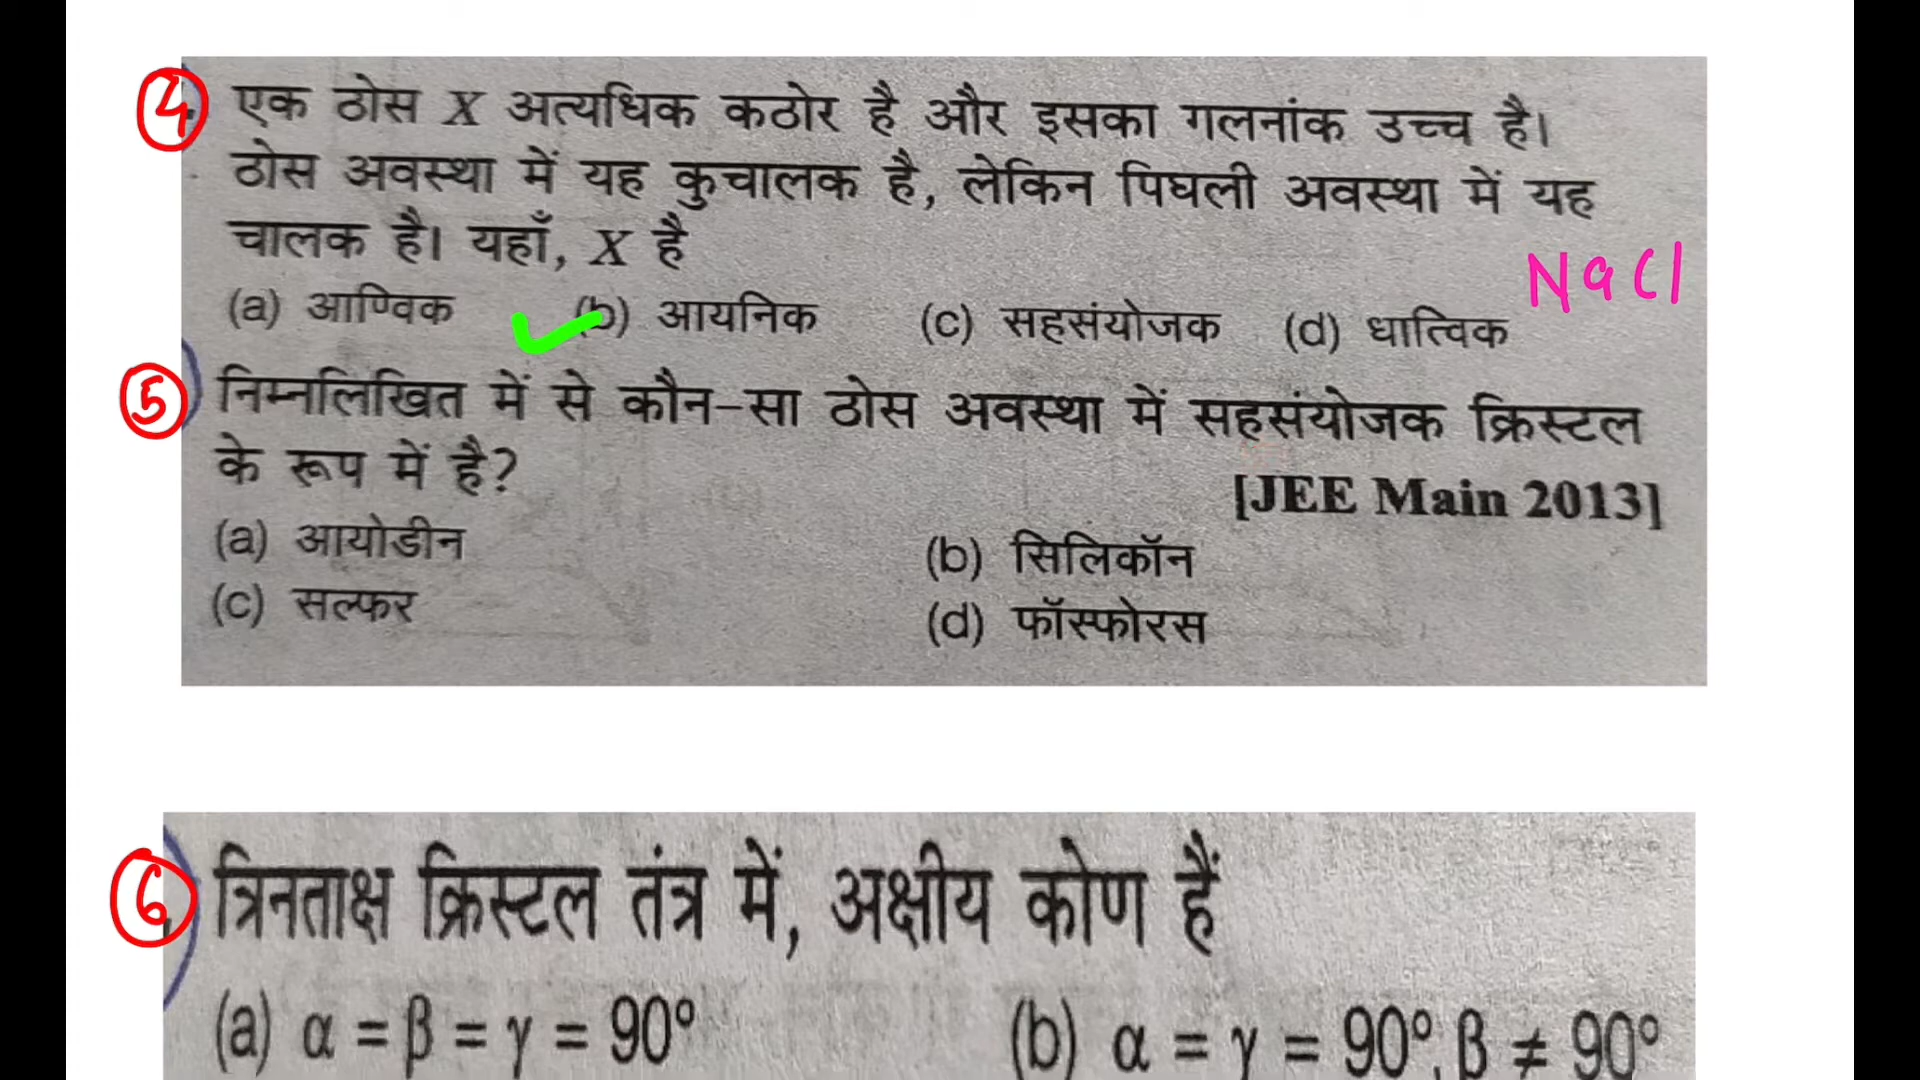 4 एक ठोस X अत्यधिक कठोर है और इसका गलनांक उच्च है।
ठोस अवस्था में यह कुचालक है, लेकिन पिघली अवस्था में यह
चालक है। यहाँ, X है
NaCl
(a) आण्विक (b) आयनिक (c) सहसंयोजक (d) धात्विक
5 निम्नलिखित में से कौन-सा ठोस अवस्था में सहसंयोजक क्रिस्टल
के रूप में है?
[JEE Main 2013]
(a) आयोडीन (b) सिलिकॉन
(c) सल्फर (d) फॉस्फोरस
6 त्रिनताक्ष क्रिस्टल तंत्र में, अक्षीय कोण हैं
(a) α = β = γ = 90° (b) α = γ = 90°, β ≠ 90°